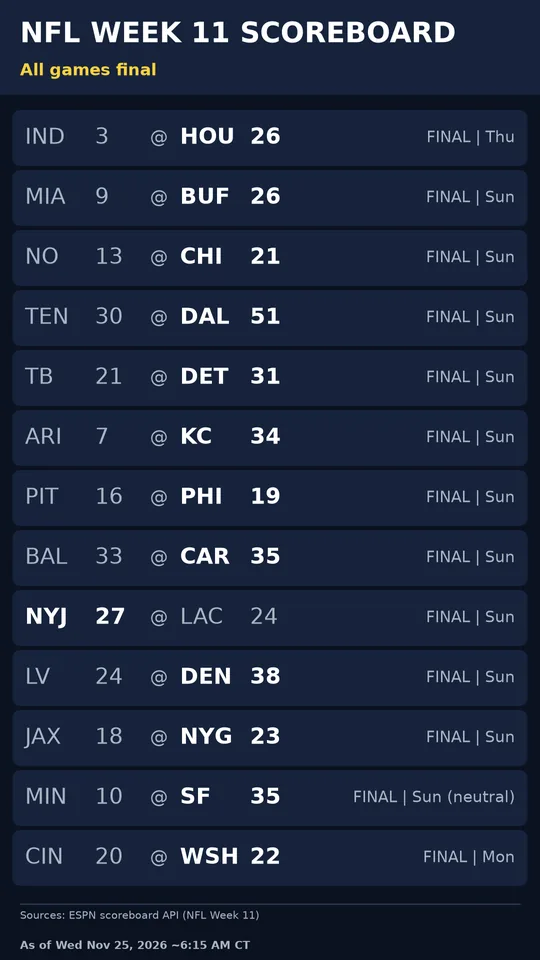 NFL WEEK 11 SCOREBOARD
All games final
IND 3 @ HOU 26 FINAL | Thu
MIA 9 @ BUF 26 FINAL | Sun
NO 13 @ CHI 21 FINAL | Sun
TEN 30 @ DAL 51 FINAL | Sun
TB 21 @ DET 31 FINAL | Sun
ARI 7 @ KC 34 FINAL | Sun
PIT 16 @ PHI 19 FINAL | Sun
BAL 33 @ CAR 35 FINAL | Sun
NYJ 27 @ LAC 24 FINAL | Sun
LV 24 @ DEN 38 FINAL | Sun
JAX 18 @ NYG 23 FINAL | Sun
MIN 10 @ SF 35 FINAL | Sun (neutral)
CIN 20 @ WSH 22 FINAL | Mon
Sources: ESPN scoreboard API (NFL Week 11)
As of Wed Nov 25, 2026 ~6:15 AM CT